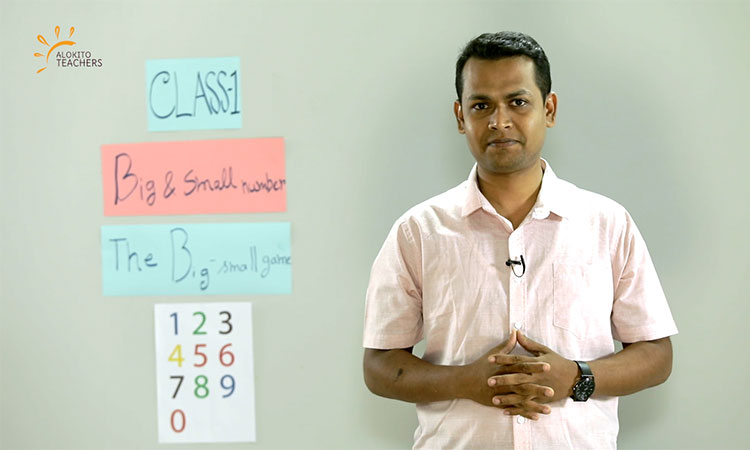 ALOKITO
TEACHERS
CLASS-1
Big & Small number
The Big-small game
1 2 3
4 5 6
7 8 9
0